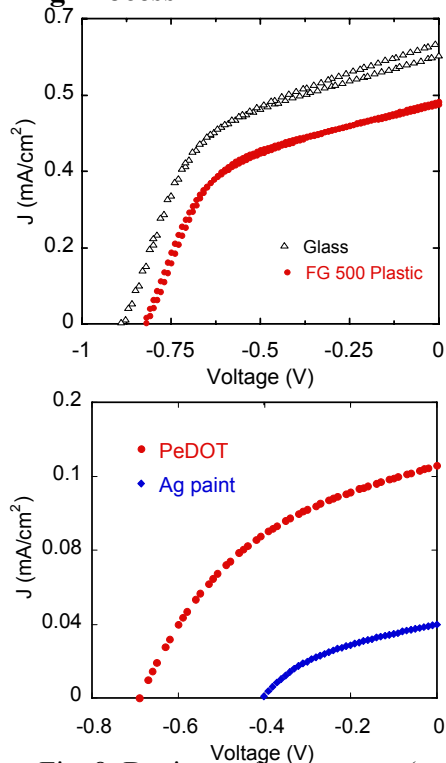 0.7
0.5
0.4
0.2
0
J (mA/cm²)
Glass
FG 500 Plastic
-1
-0.75
-0.5
-0.25
0
Voltage (V)
0.2
0.1
0.08
0.04
0
J (mA/cm²)
PeDOT
Ag paint
-0.8
-0.6
-0.4
-0.2
0
Voltage (V)